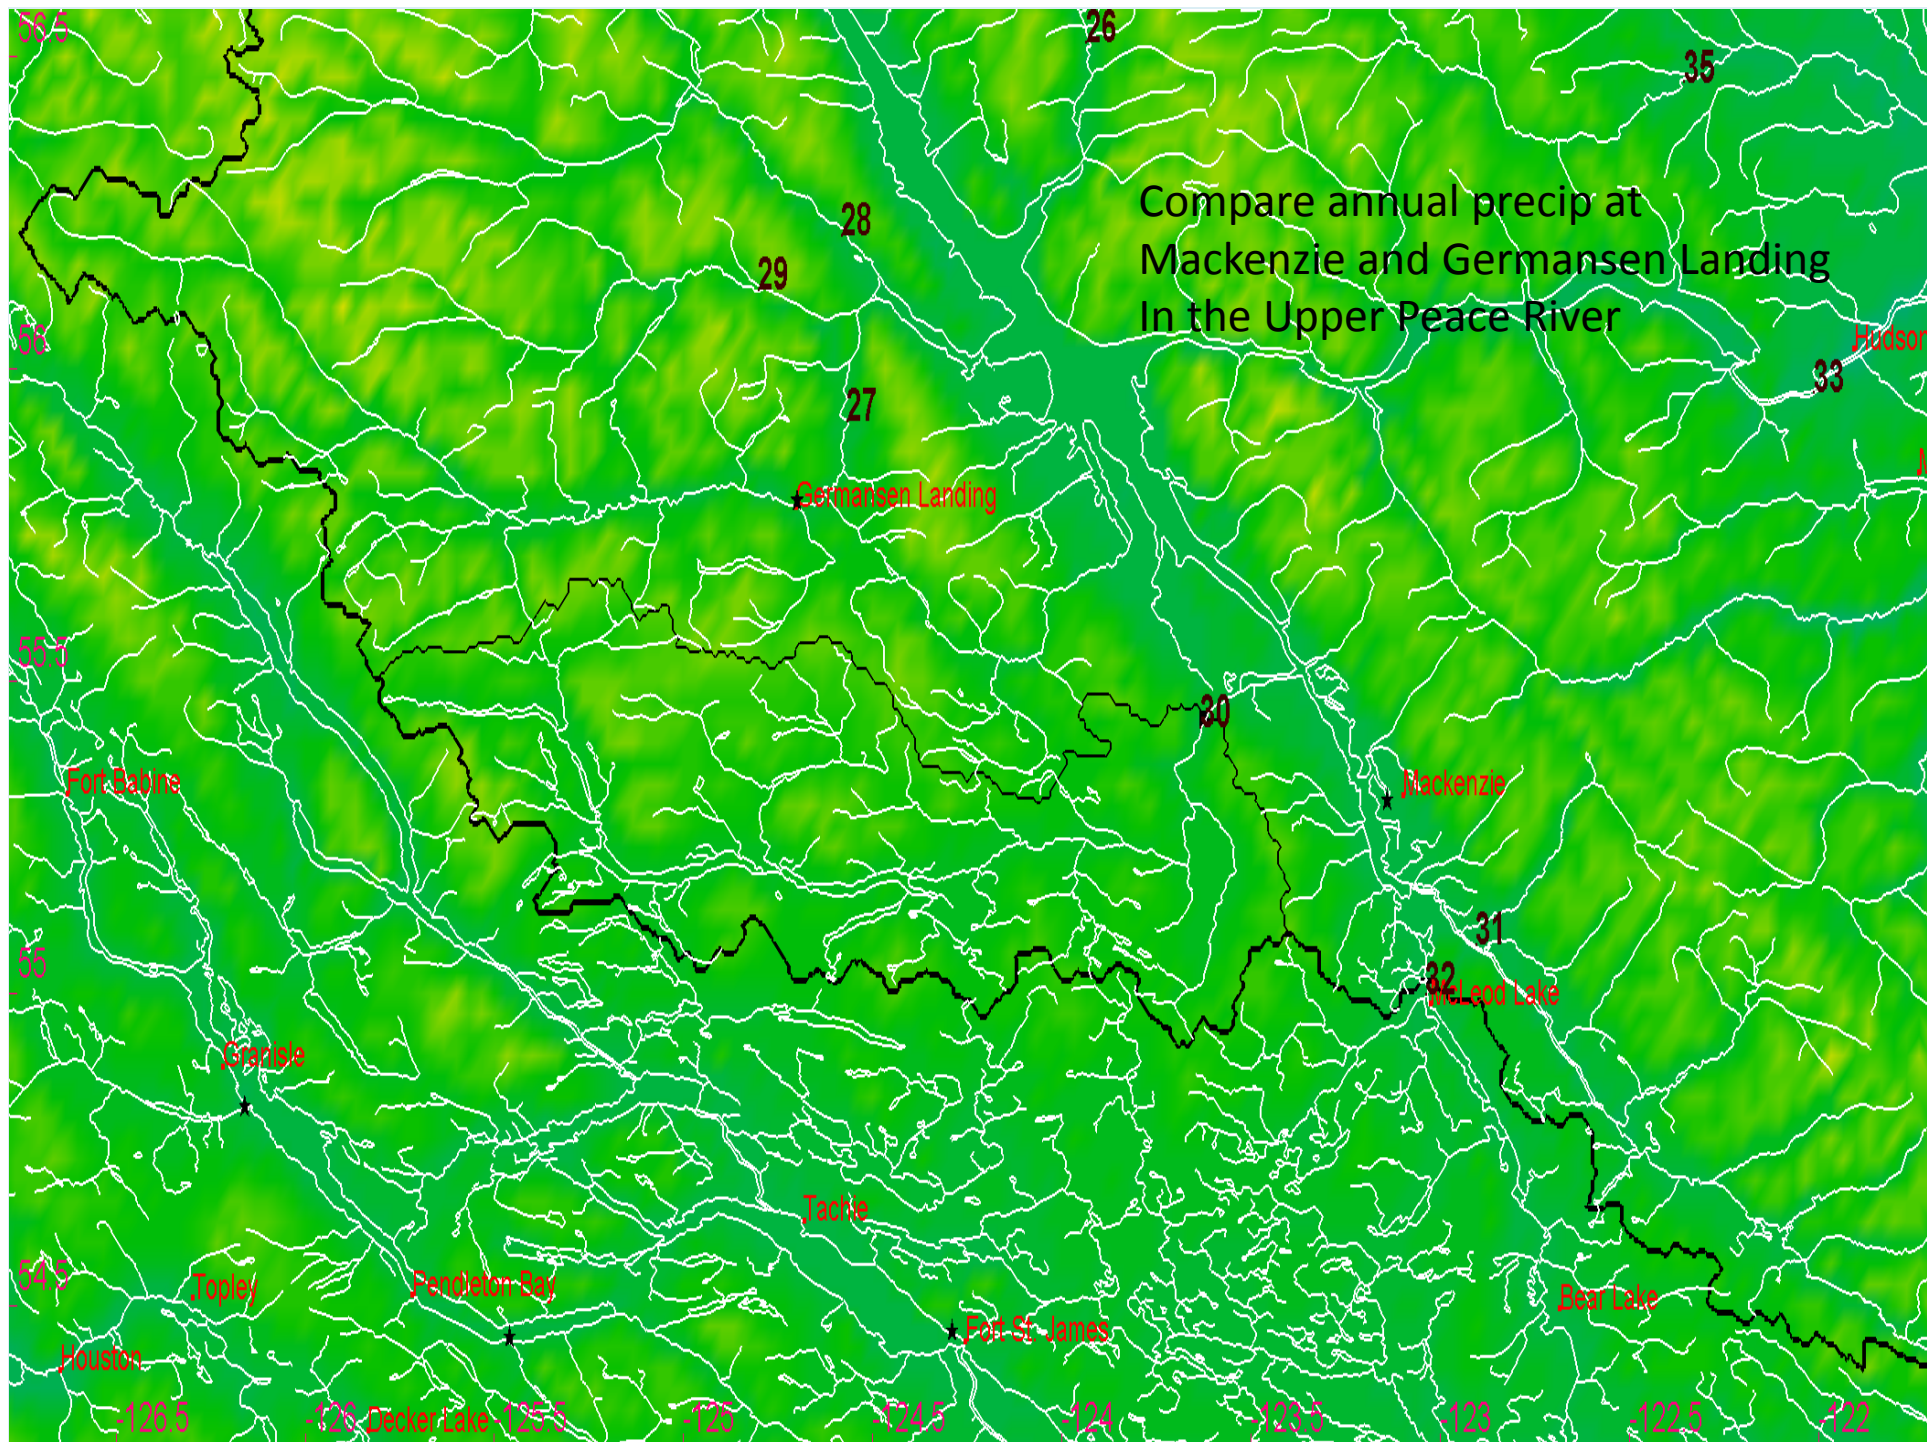 56.5
26
35
Compare annual precip at
Mackenzie and Germansen Landing
In the Upper Peace River
28
29
56
Hudson
33
27
Germansen Landing
55.5
30
Fort Babine
Mackenzie
31
55
32
McLeod Lake
Granisle
Tachie
54.5
Topley
Pendleton Bay
Bear Lake
Fort St. James
Houston
-126.5
-126
Decker Lake
-125.5
-125
-124.5
-124
-123.5
-123
-122.5
-122